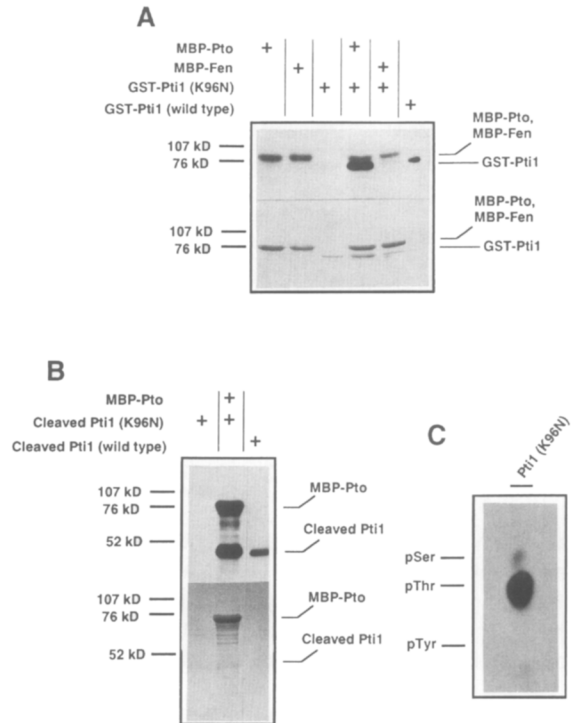 A
MBP-Pto + +
MBP-Fen + +
GST-Pti1 (K96N) + + +
GST-Pti1 (wild type) +
107 kD
76 kD
MBP-Pto,
MBP-Fen
GST-Pti1
107 kD
76 kD
MBP-Pto,
MBP-Fen
GST-Pti1
B
MBP-Pto +
Cleaved Pti1 (K96N) + +
Cleaved Pti1 (wild type) +
107 kD
76 kD
52 kD
MBP-Pto
Cleaved Pti1
107 kD
76 kD
52 kD
MBP-Pto
Cleaved Pti1
C
Pti1 (K96N)
pSer
pThr
pTyr